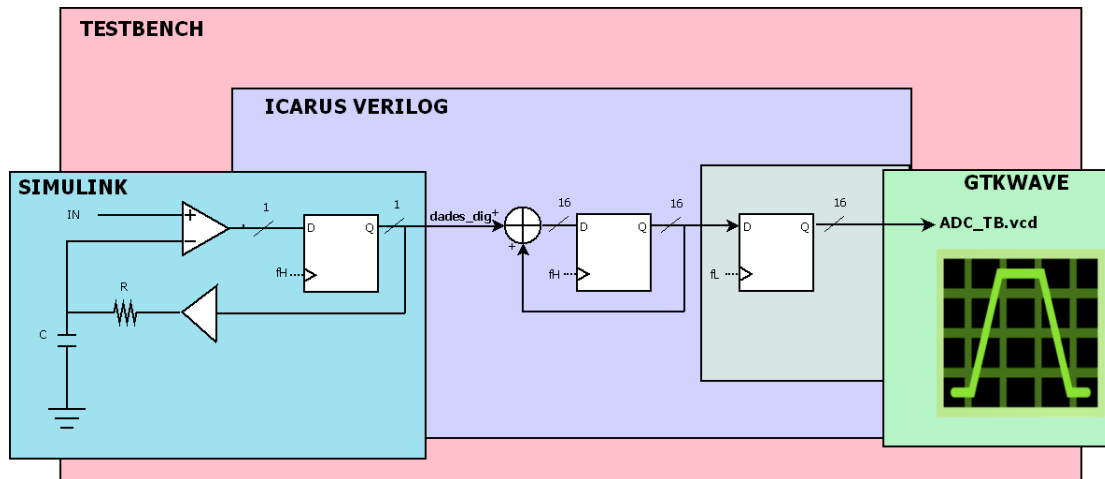 TESTBENCH
ICARUS VERILOG
SIMULINK
GTKWAVE
IN
+
−
1
D
Q
fH
1
dades_dig
+
+
16
D
Q
fH
16
D
Q
fL
16
ADC_TB.vcd
R
C